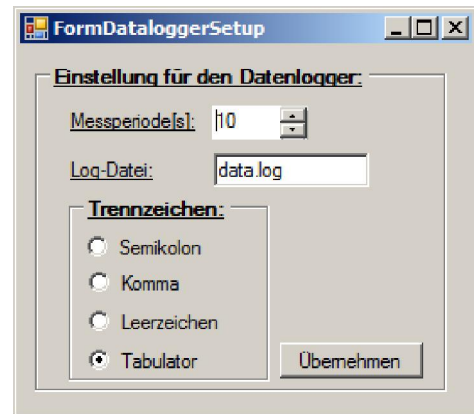 FormDataloggerSetup
Einstellung für den Datenlogger:
Messperiode[s]: 10
Log-Datei: data.log
Trennzeichen:
Semikolon
Komma
Leerzeichen
Tabulator
Übernehmen